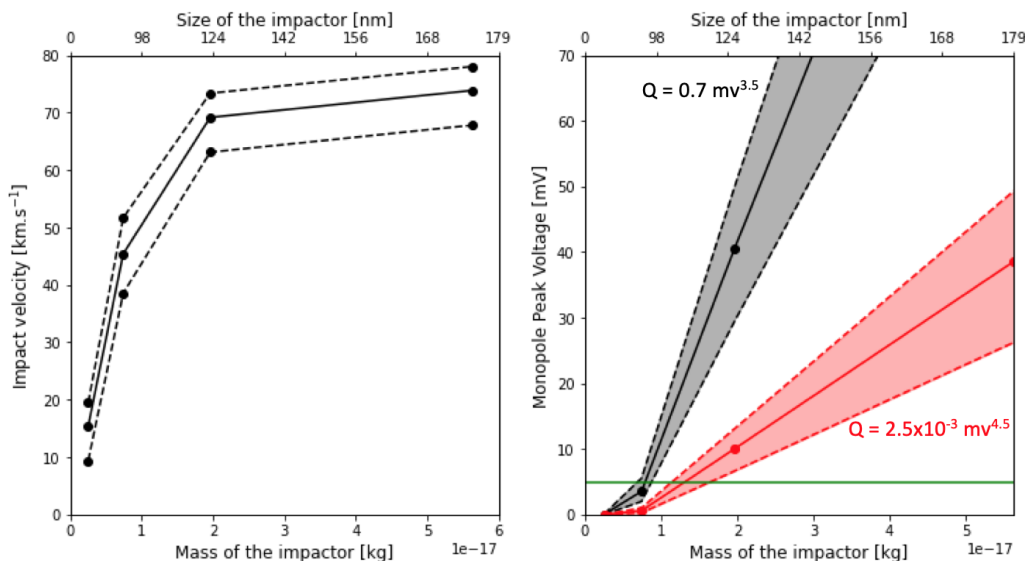 Size of the impactor [nm]
0 98 124 142 156 168 179
80
70
60
50
40
30
20
10
0
Impact velocity [km.s⁻¹]
0 1 2 3 4 5 6
1e-17
Mass of the impactor [kg]
Size of the impactor [nm]
0 98 124 142 156 168 179
70
60
50
40
30
20
10
0
Monopole Peak Voltage [mV]
Q = 0.7 mv³·⁵
Q = 2.5x10⁻³ mv⁴·⁵
0 1 2 3 4 5
1e-17
Mass of the impactor [kg]